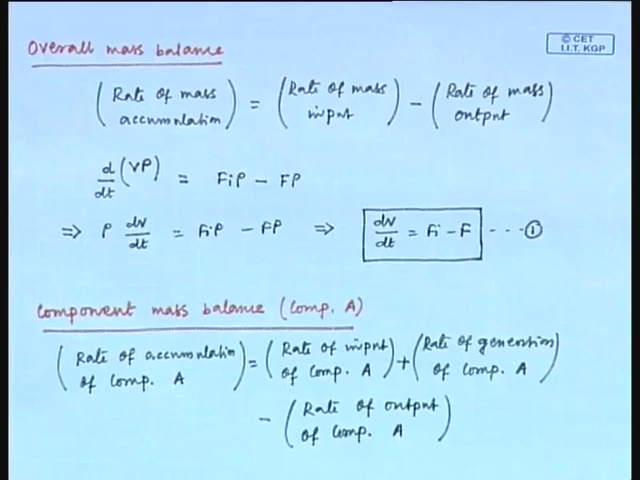 Overall mass balance
© CET
I.I.T. KGP
(Rate of mass accumulation) = (Rate of mass input) − (Rate of mass output)
d/dt (Vρ) = Fiρ − Fρ
⇒ ρ dV/dt = Fiρ − Fρ ⇒ dV/dt = Fi − F ---①
Component mass balance (Comp. A)
(Rate of accumulation of comp. A) = (Rate of input of comp. A) + (Rate of generation of comp. A)
− (Rate of output of comp. A)